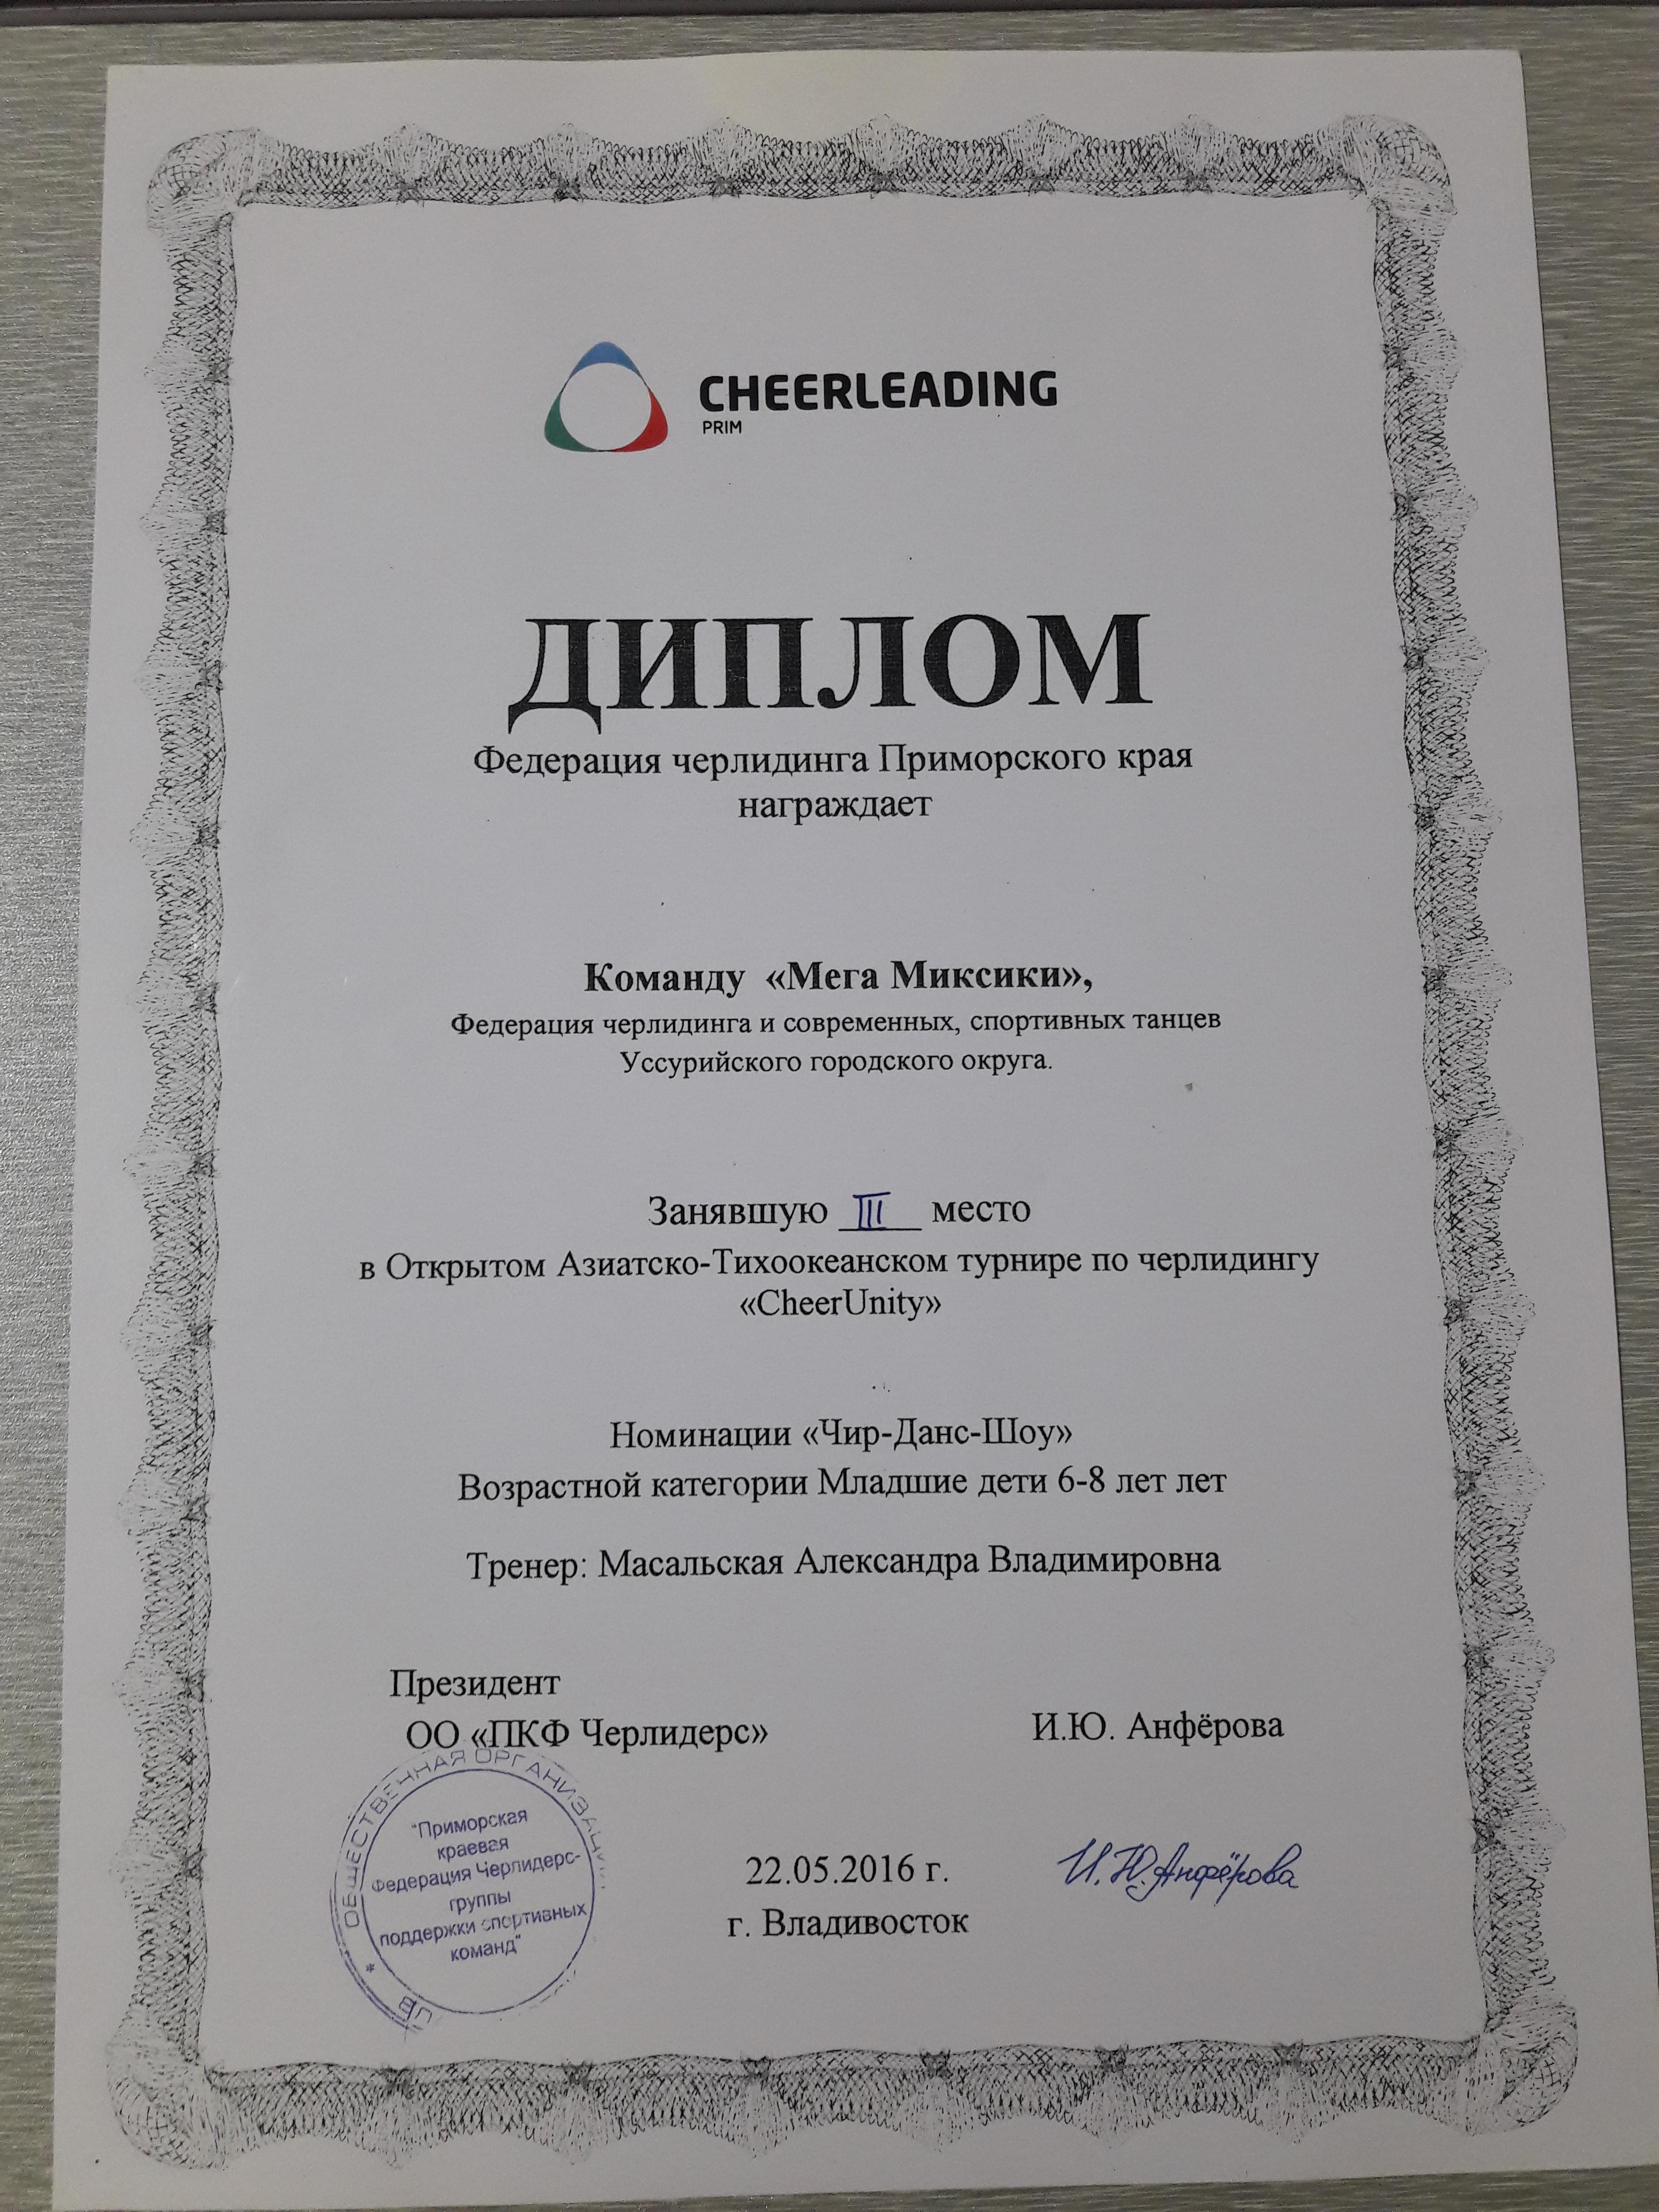 CHEERLEADING
PRIM
ДИПЛОМ
Федерация черлидинга Приморского края
награждает
Команду «Мега Миксики»,
Федерация черлидинга и современных, спортивных танцев
Уссурийского городского округа.
Занявшую III место
в Открытом Азиатско-Тихоокеанском турнире по черлидингу
«CheerUnity»
Номинации «Чир-Данс-Шоу»
Возрастной категории Младшие дети 6-8 лет лет
Тренер: Масальская Александра Владимировна
Президент
ОО «ПКФ Черлидерс»
И.Ю. Анфёрова
ОБЩЕСТВЕННАЯ ОРГАНИЗАЦИЯ
"Приморская
краевая
Федерация Черлидерс-
группы
поддержки спортивных
команд"
22.05.2016 г.
г. Владивосток
И.Ю.Анфёрова